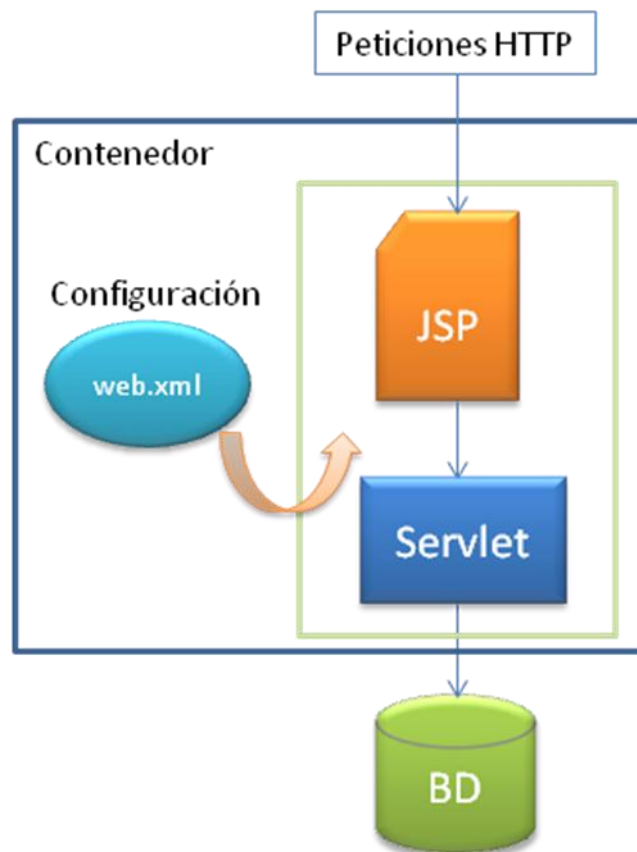 Peticiones HTTP
Contenedor
JSP
Configuración
web.xml
Servlet
BD